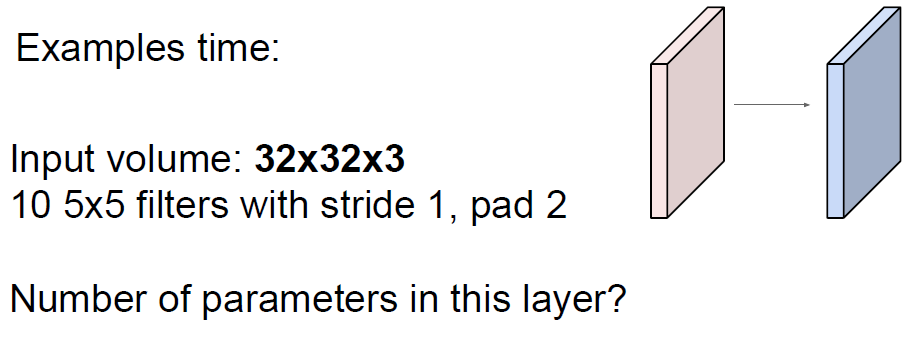 Examples time:
Input volume: 32x32x3
10 5x5 filters with stride 1, pad 2
Number of parameters in this layer?